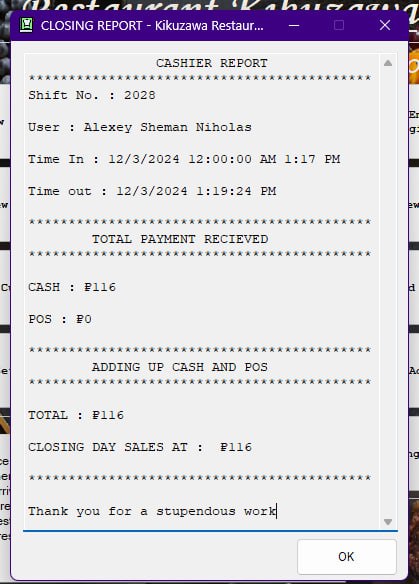 Restaurant Kikuzawa
CLOSING REPORT - Kikuzawa Restaur...
CASHIER REPORT
*******************************************
Shift No. : 2028
User : Alexey Sheman Niholas
Time In : 12/3/2024 12:00:00 AM 1:17 PM
Time out : 12/3/2024 1:19:24 PM
*******************************************
TOTAL PAYMENT RECIEVED
*******************************************
CASH : ₽116
POS : ₽0
*******************************************
ADDING UP CASH AND POS
*******************************************
TOTAL : ₽116
CLOSING DAY SALES AT :  ₽116
*******************************************
Thank you for a stupendous work
OK